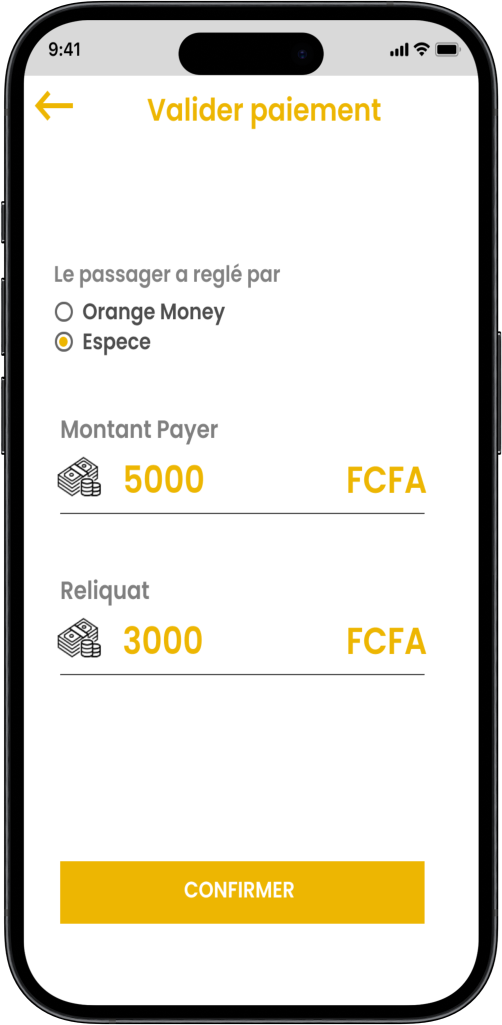 9:41
Valider paiement
Le passager a reglé par
Orange Money
Espece
Montant Payer
5000 FCFA
Reliquat
3000 FCFA
CONFIRMER